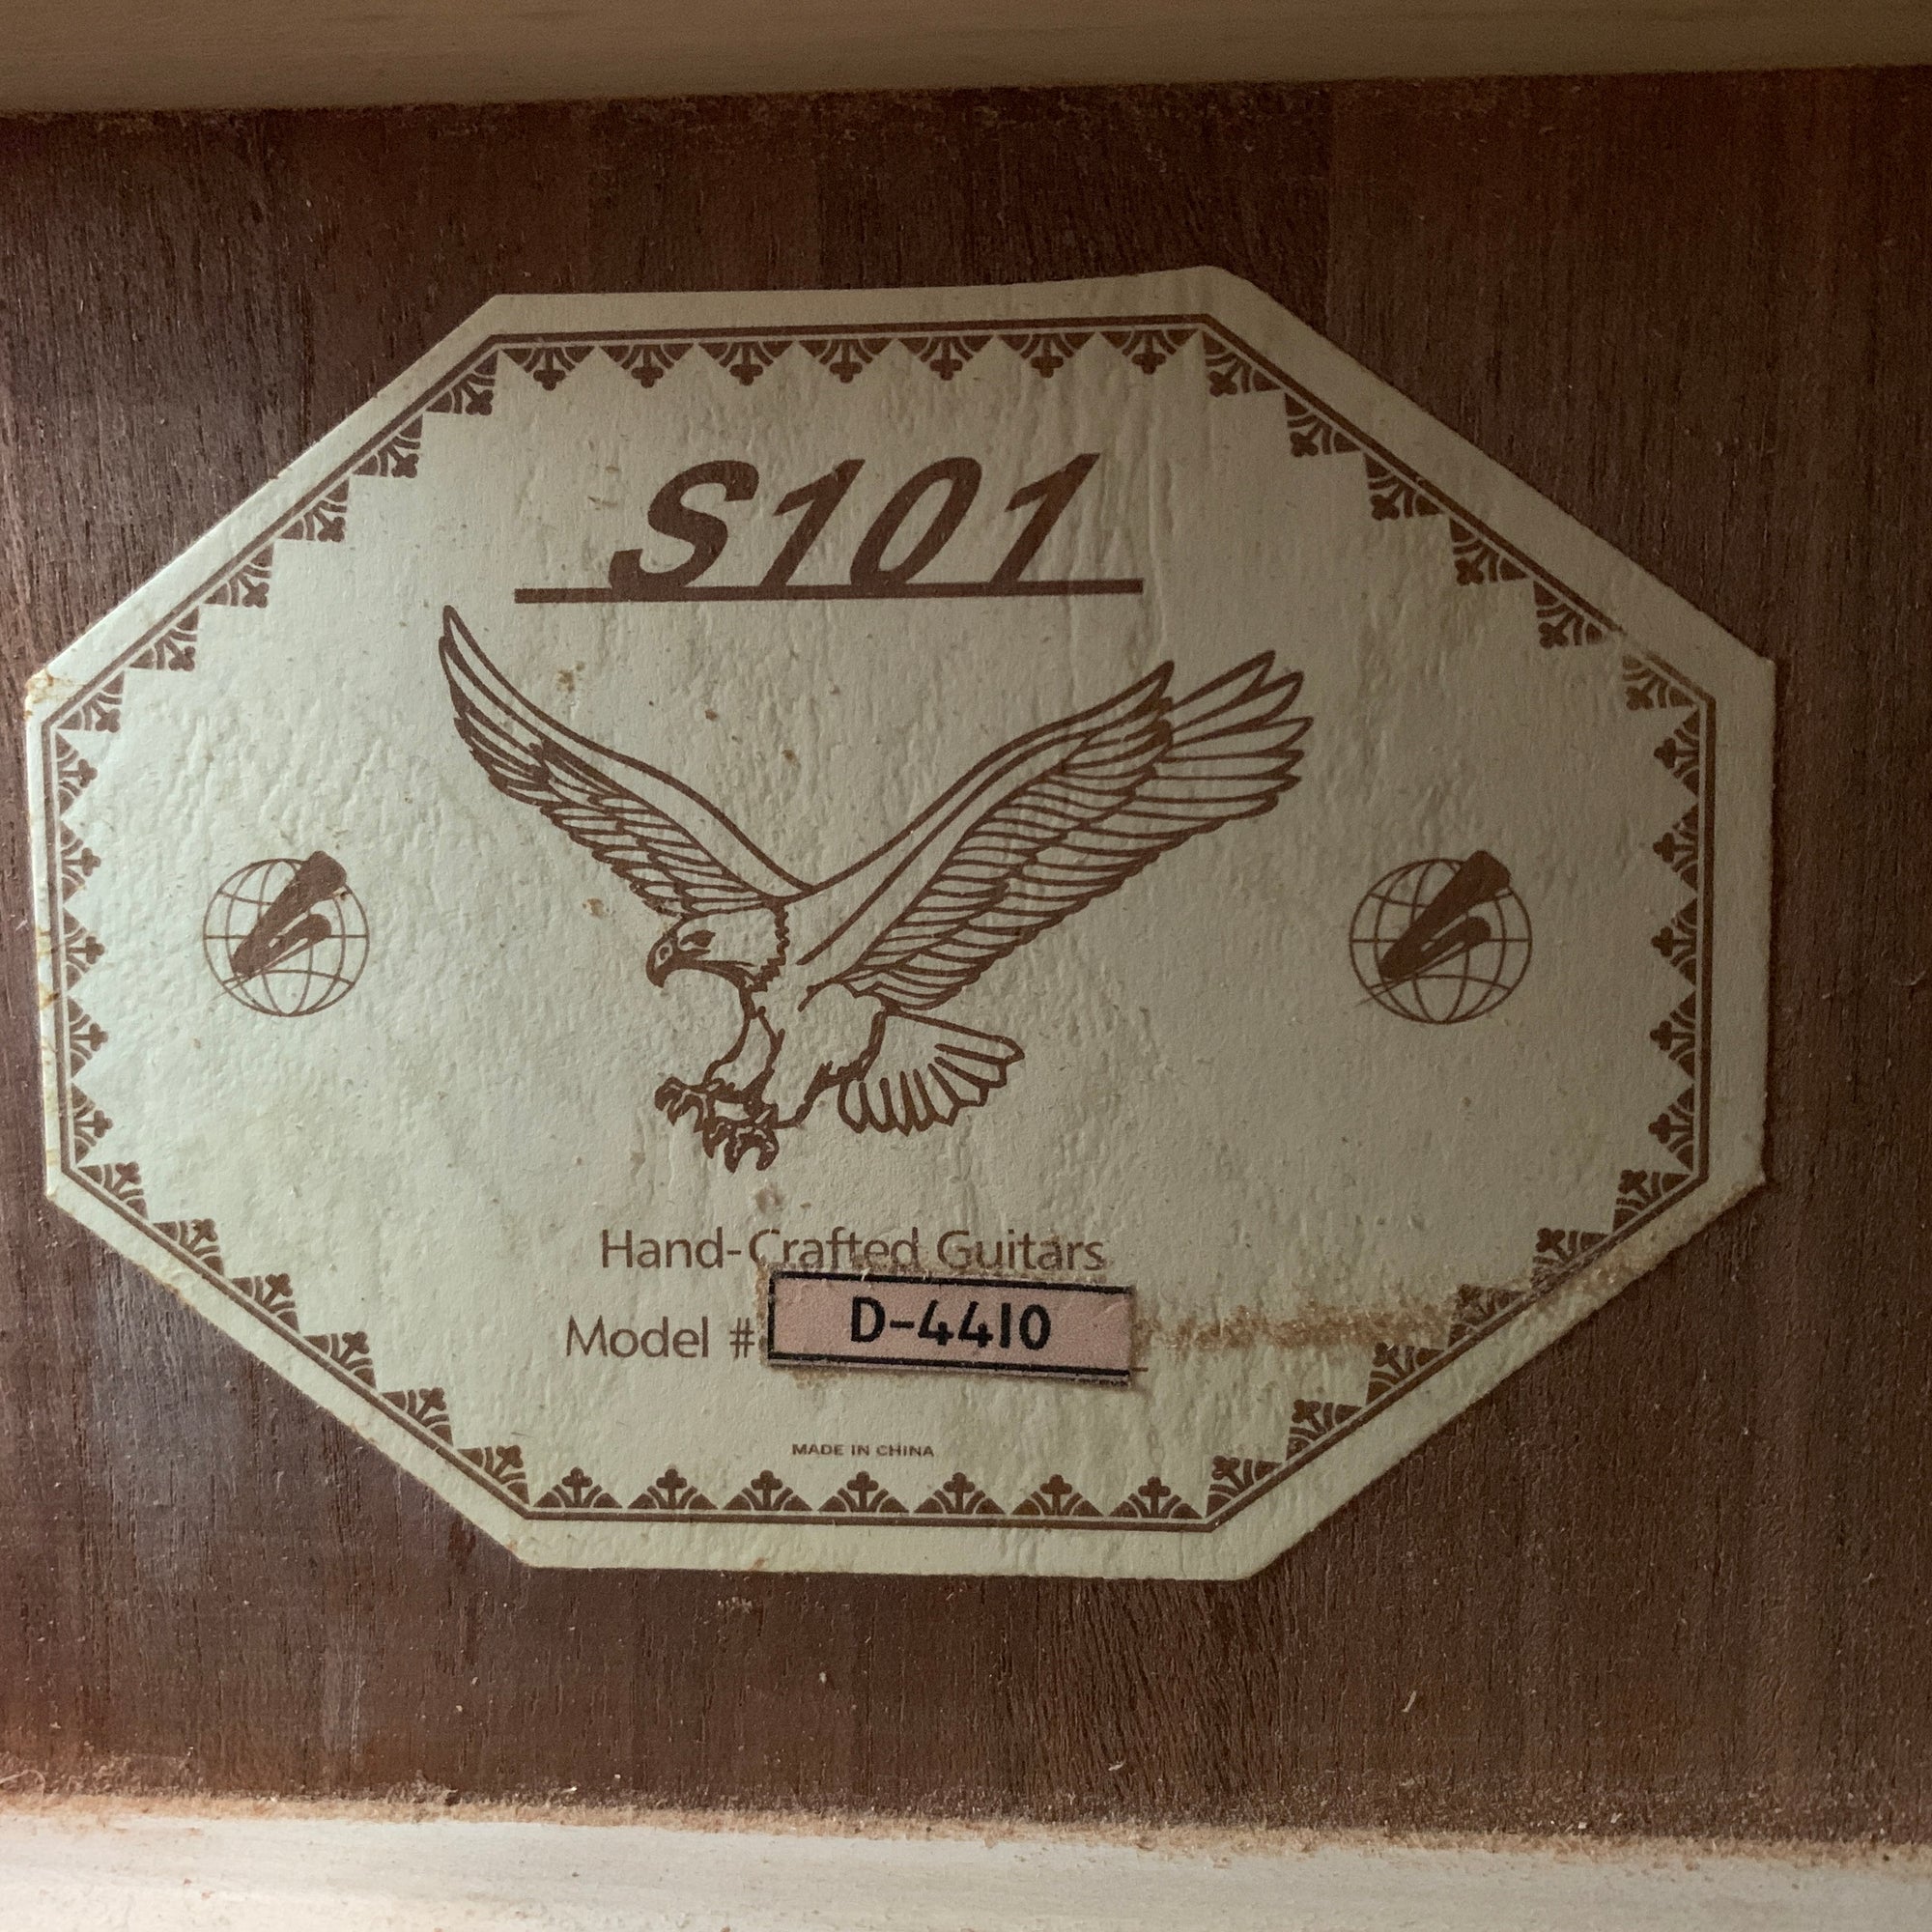 S101
Hand-Crafted Guitars
Model # D-4410
MADE IN CHINA